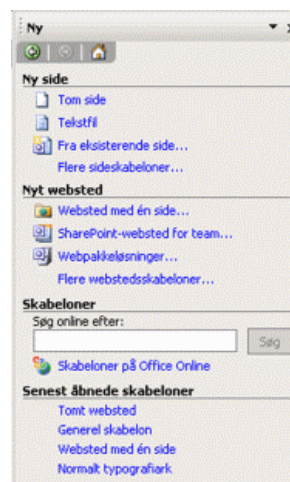 Ny
Ny side
Tom side
Tekstfil
Fra eksisterende side...
Flere sideskabeloner...
Nyt websted
Websted med én side...
SharePoint-websted for team...
Webpakkeløsninger...
Flere webstedsskabeloner...
Skabeloner
Søg online efter:
Søg
Skabeloner på Office Online
Senest åbnede skabeloner
Tomt websted
Generel skabelon
Websted med én side
Normalt typografiark